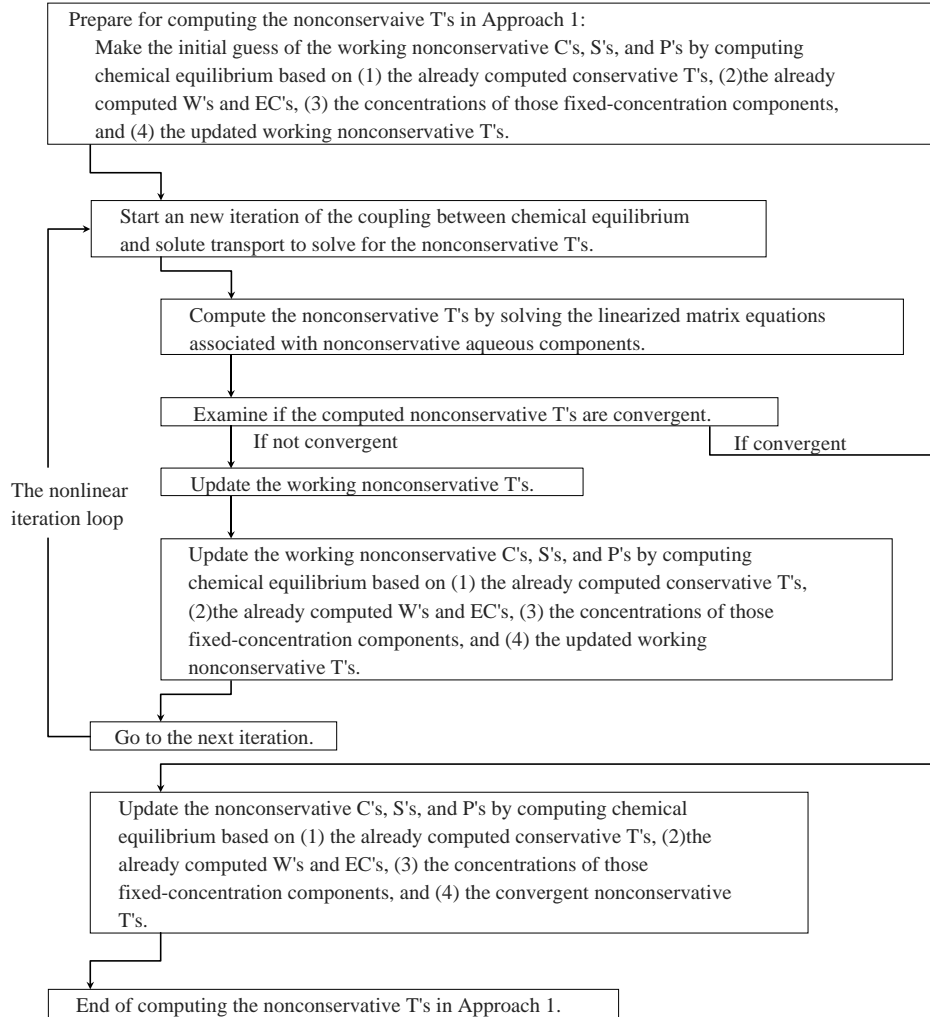 Prepare for computing the nonconservaive T's in Approach 1:
Make the initial guess of the working nonconservative C's, S's, and P's by computing
chemical equilibrium based on (1) the already computed conservative T's, (2)the already
computed W's and EC's, (3) the concentrations of those fixed-concentration components,
and (4) the updated working nonconservative T's.
Start an new iteration of the coupling between chemical equilibrium
and solute transport to solve for the nonconservative T's.
Compute the nonconservative T's by solving the linearized matrix equations
associated with nonconservative aqueous components.
Examine if the computed nonconservative T's are convergent.
If not convergent
If convergent
Update the working nonconservative T's.
The nonlinear
iteration loop
Update the working nonconservative C's, S's, and P's by computing
chemical equilibrium based on (1) the already computed conservative T's,
(2)the already computed W's and EC's, (3) the concentrations of those
fixed-concentration components, and (4) the updated working
nonconservative T's.
Go to the next iteration.
Update the nonconservative C's, S's, and P's by computing chemical
equilibrium based on (1) the already computed conservative T's, (2)the
already computed W's and EC's, (3) the concentrations of those
fixed-concentration components, and (4) the convergent nonconservative
T's.
End of computing the nonconservative T's in Approach 1.